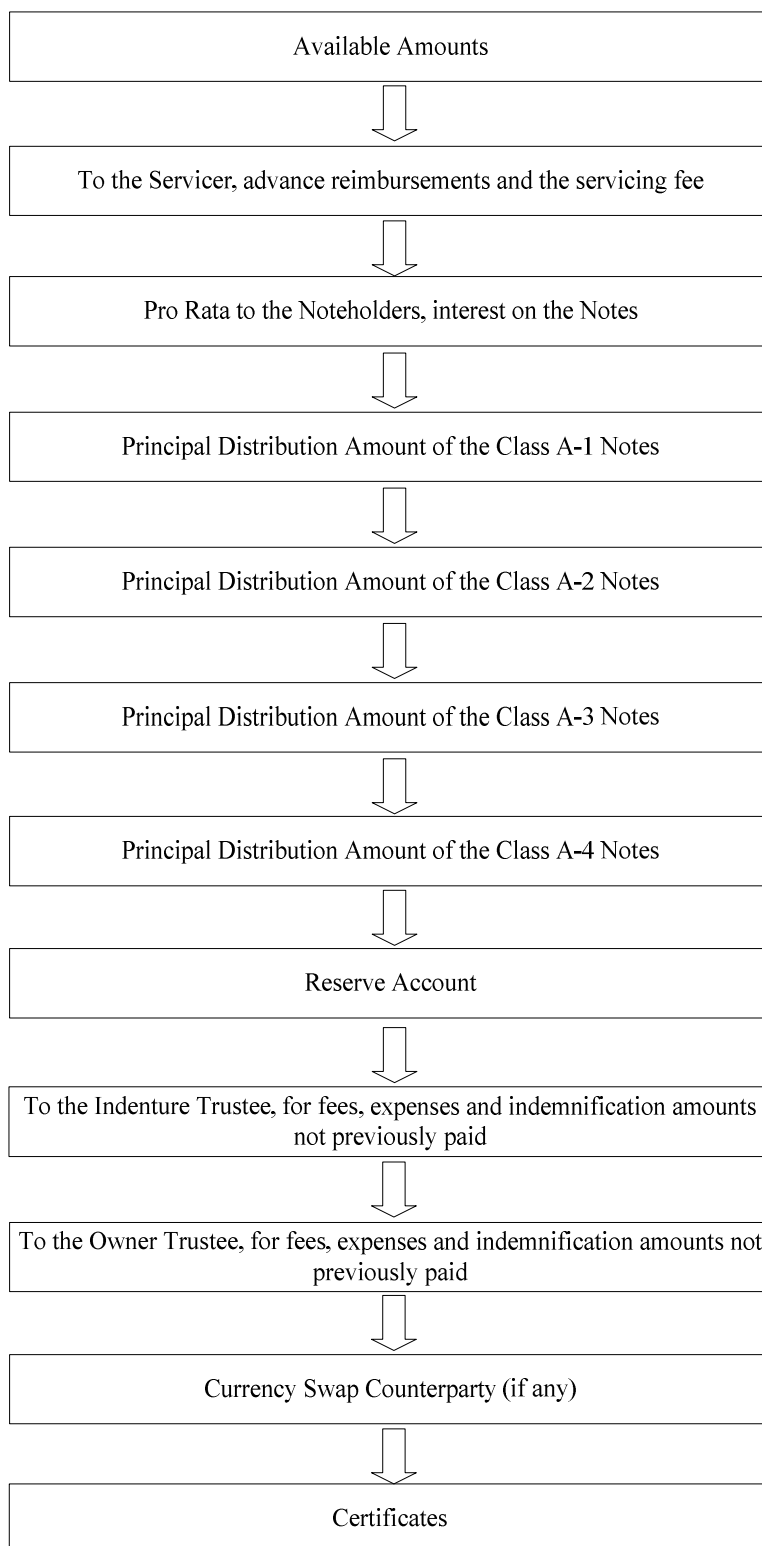 Available Amounts
To the Servicer, advance reimbursements and the servicing fee
Pro Rata to the Noteholders, interest on the Notes
Principal Distribution Amount of the Class A-1 Notes
Principal Distribution Amount of the Class A-2 Notes
Principal Distribution Amount of the Class A-3 Notes
Principal Distribution Amount of the Class A-4 Notes
Reserve Account
To the Indenture Trustee, for fees, expenses and indemnification amounts
not previously paid
To the Owner Trustee, for fees, expenses and indemnification amounts not
previously paid
Currency Swap Counterparty (if any)
Certificates